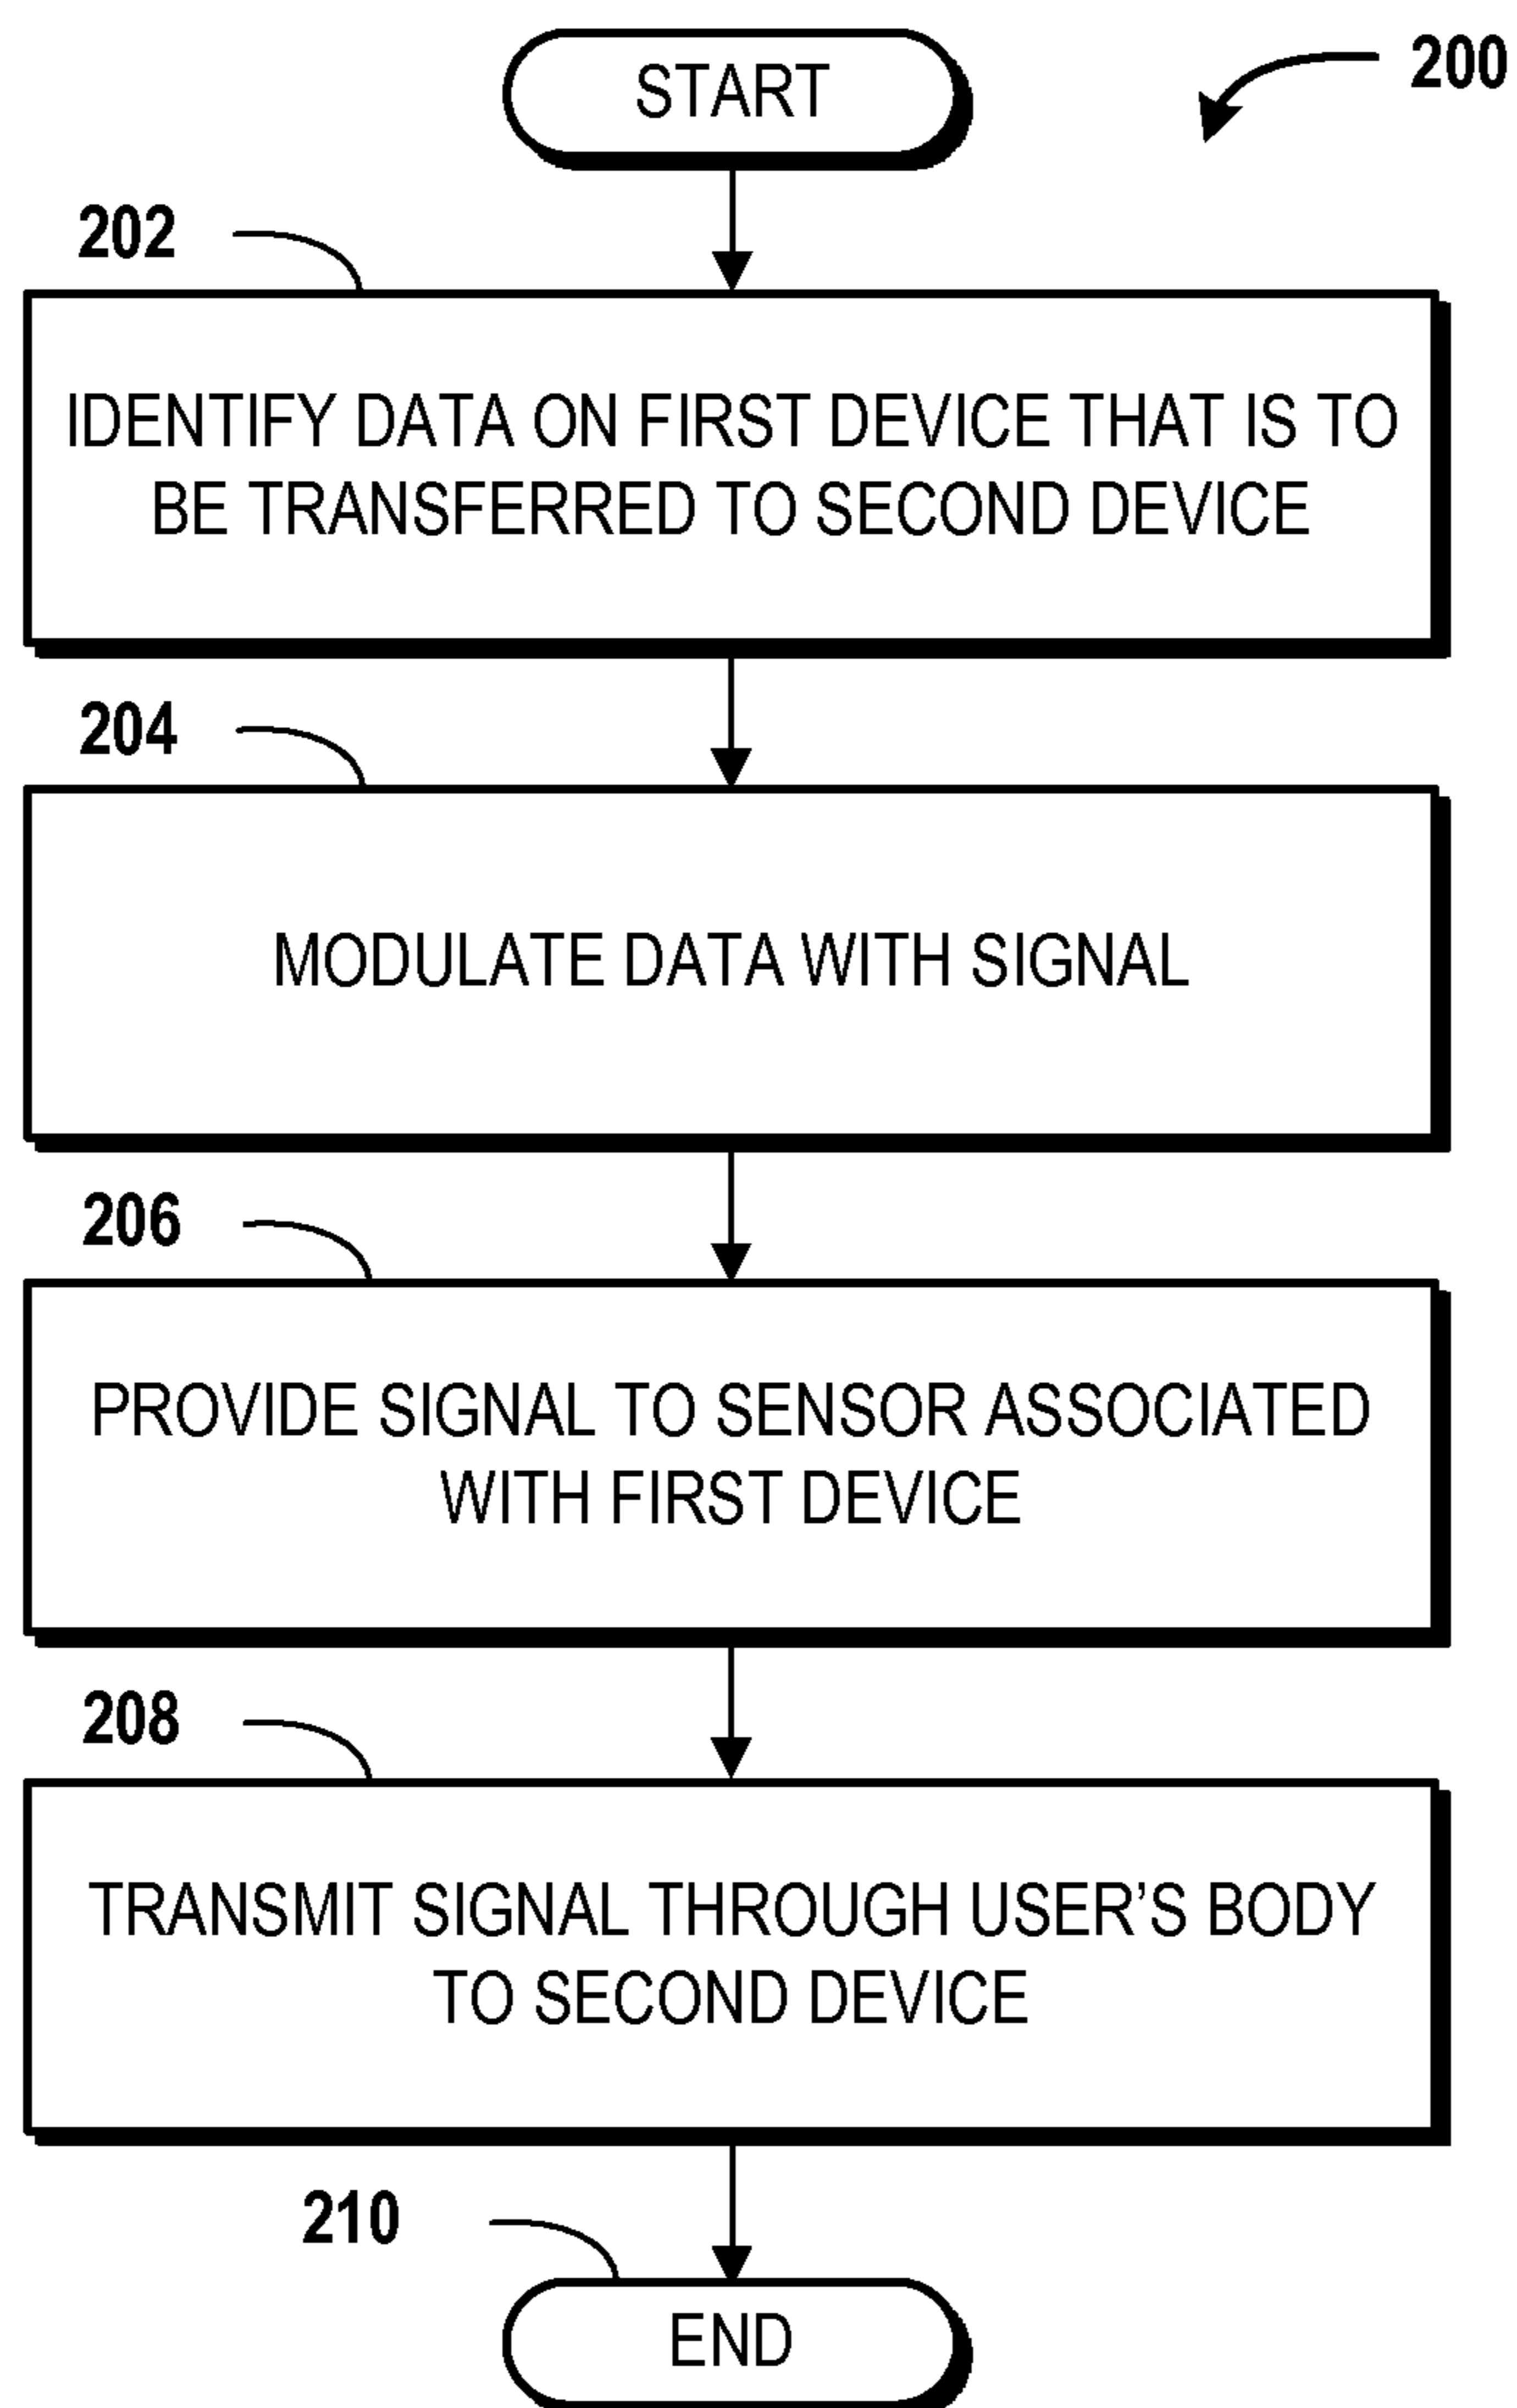 START
200
202
IDENTIFY DATA ON FIRST DEVICE THAT IS TO
BE TRANSFERRED TO SECOND DEVICE
204
MODULATE DATA WITH SIGNAL
206
PROVIDE SIGNAL TO SENSOR ASSOCIATED
WITH FIRST DEVICE
208
TRANSMIT SIGNAL THROUGH USER’S BODY
TO SECOND DEVICE
210
END